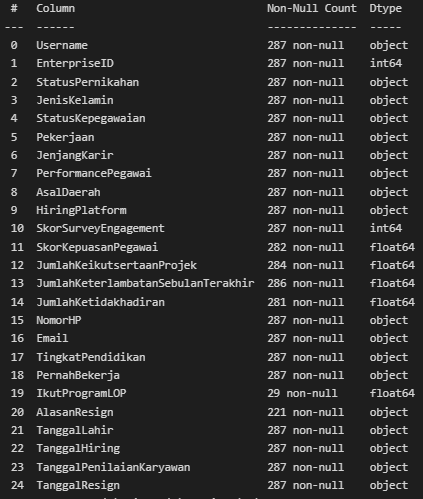 # Column Non-Null Count Dtype
--- ------ -------------- -----
0 Username 287 non-null object
1 EnterpriseID 287 non-null int64
2 StatusPernikahan 287 non-null object
3 JenisKelamin 287 non-null object
4 StatusKepegawaian 287 non-null object
5 Pekerjaan 287 non-null object
6 JenjangKarir 287 non-null object
7 PerformancePegawai 287 non-null object
8 AsalDaerah 287 non-null object
9 HiringPlatform 287 non-null object
10 SkorSurveyEngagement 287 non-null int64
11 SkorKepuasanPegawai 282 non-null float64
12 JumlahKeikutsertaanProjek 284 non-null float64
13 JumlahKeterlambatanSebulanTerakhir 286 non-null float64
14 JumlahKetidakhadiran 281 non-null float64
15 NomorHP 287 non-null object
16 Email 287 non-null object
17 TingkatPendidikan 287 non-null object
18 PernahBekerja 287 non-null object
19 IkutProgramLOP 29 non-null float64
20 AlasanResign 221 non-null object
21 TanggalLahir 287 non-null object
22 TanggalHiring 287 non-null object
23 TanggalPenilaianKaryawan 287 non-null object
24 TanggalResign 287 non-null object